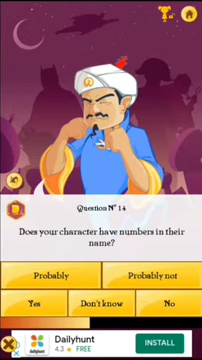 Question N° 14
Does your character have numbers in their
name?
Probably
Probably not
Yes
Don't know
No
dailyhunt
Dailyhunt
4.3 ★ FREE
INSTALL